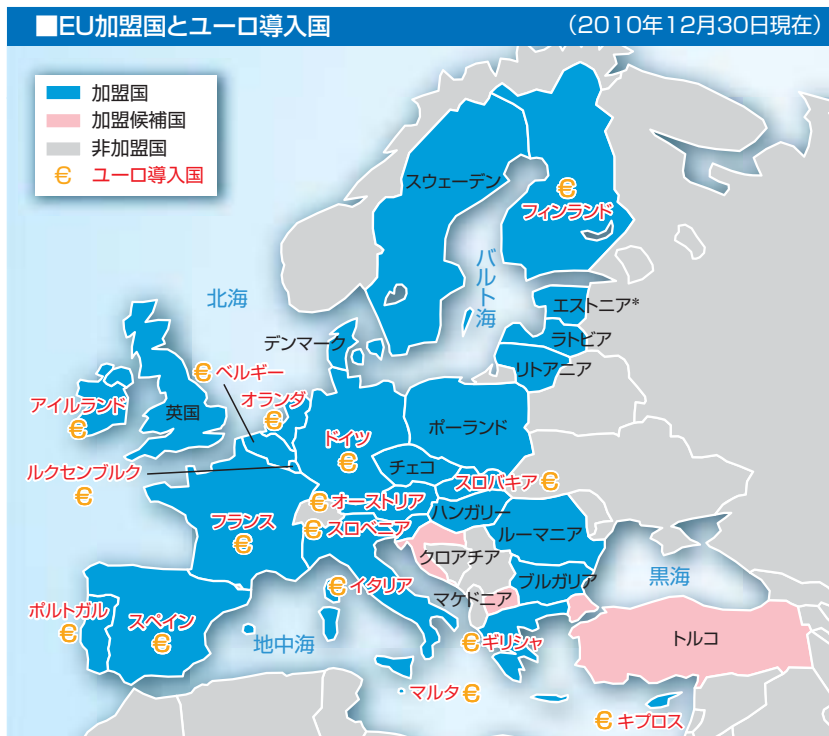 ■EU加盟国とユーロ導入国 (2010年12月30日現在)
加盟国
加盟候補国
非加盟国
€ ユーロ導入国
スウェーデン
€
フィンランド
バルト海
北海
エストニア*
デンマーク
ラトビア
リトアニア
€ベルギー
オランダ
€
アイルランド
€
英国
ポーランド
ドイツ
€
チェコ
ルクセンブルク
€
スロバキア€
€オーストリア
ハンガリー
フランス
€
€スロベニア
ルーマニア
クロアチア
黒海
ブルガリア
€イタリア
マケドニア
ポルトガル
€
スペイン
€
地中海
€ギリシャ
トルコ
マルタ€
€キプロス